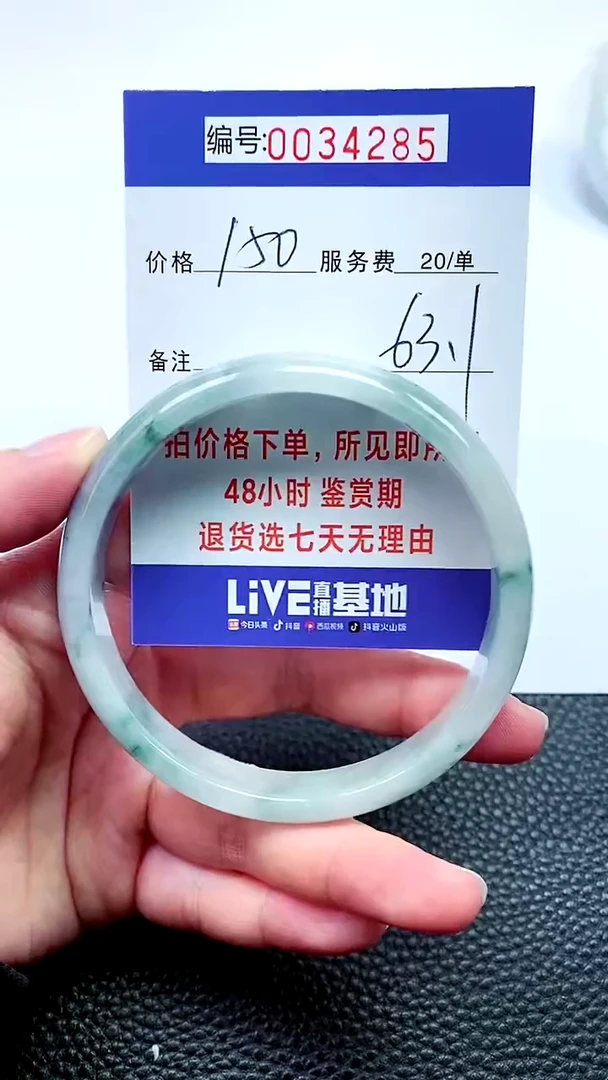 编号:0034285
价格 150 服务费 20/单
备注 63.1
拍价格下单，所见即所
48小时 鉴赏期
退货选七天无理由
LiVE直播基地
今日头条 抖音 西瓜视频 抖音火山版